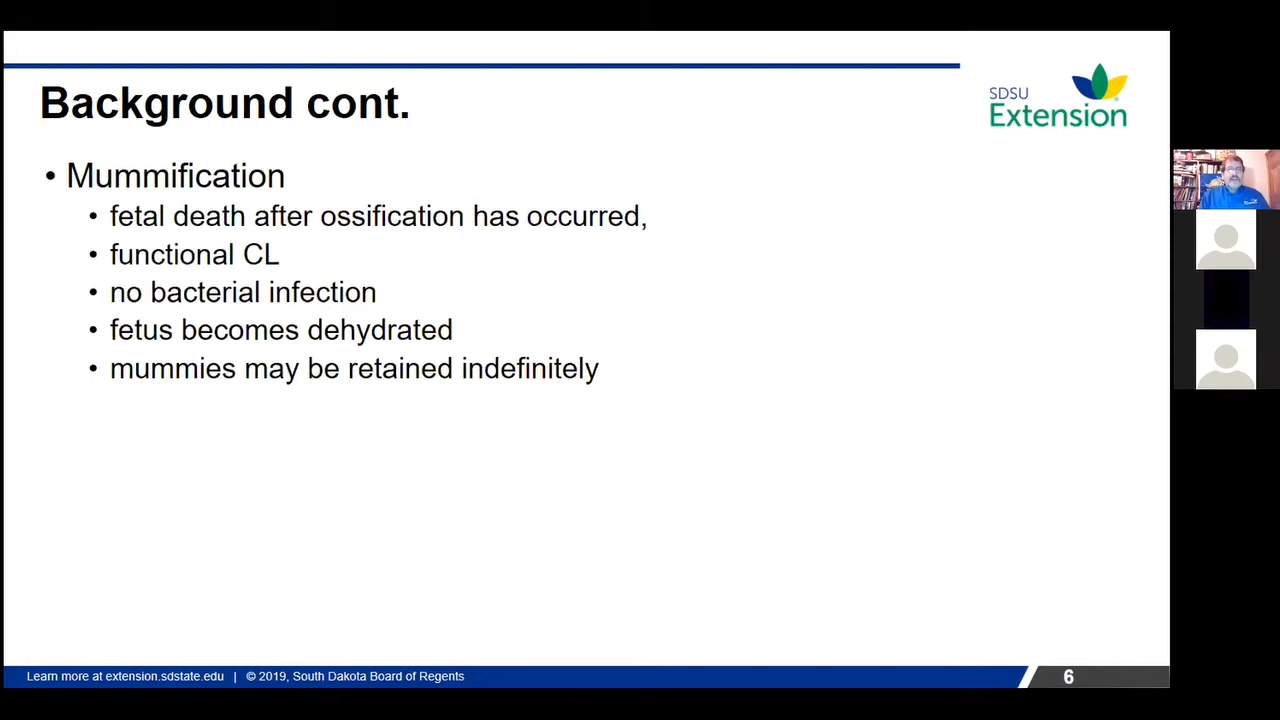 Background cont.
SDSU
Extension
• Mummification
• fetal death after ossification has occurred,
• functional CL
• no bacterial infection
• fetus becomes dehydrated
• mummies may be retained indefinitely
Learn more at extension.sdstate.edu | © 2019, South Dakota Board of Regents
6